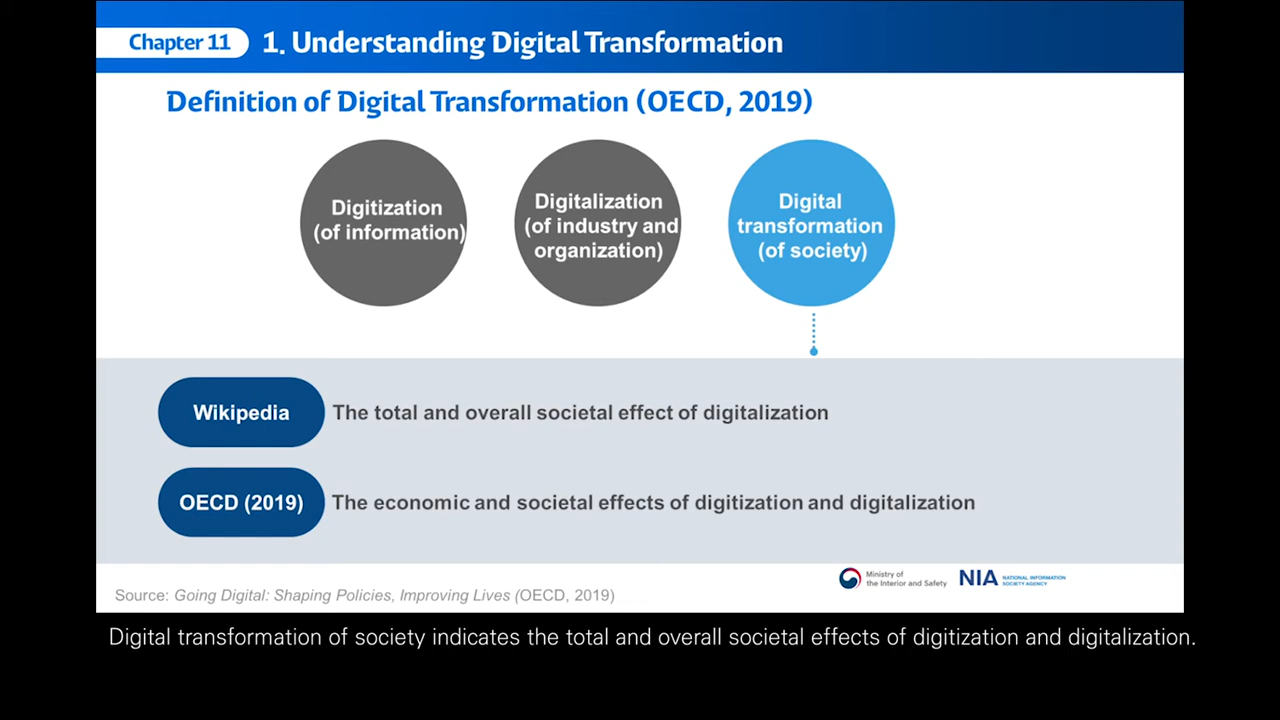 Chapter 11
1. Understanding Digital Transformation
Definition of Digital Transformation (OECD, 2019)
Digitization
(of information)
Digitalization
(of industry and
organization)
Digital
transformation
(of society)
Wikipedia
The total and overall societal effect of digitalization
OECD (2019)
The economic and societal effects of digitization and digitalization
Ministry of
the Interior and Safety
NIA
NATIONAL INFORMATION
SOCIETY AGENCY
Source: Going Digital: Shaping Policies, Improving Lives (OECD, 2019)
Digital transformation of society indicates the total and overall societal effects of digitization and digitalization.